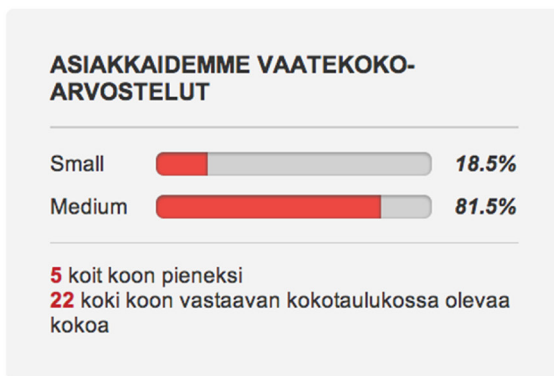 ASIAKKAIDEMME VAATEKOKO-
ARVOSTELUT
Small 18.5%
Medium 81.5%
5 koit koon pieneksi
22 koki koon vastaavan kokotaulukossa olevaa
kokoa